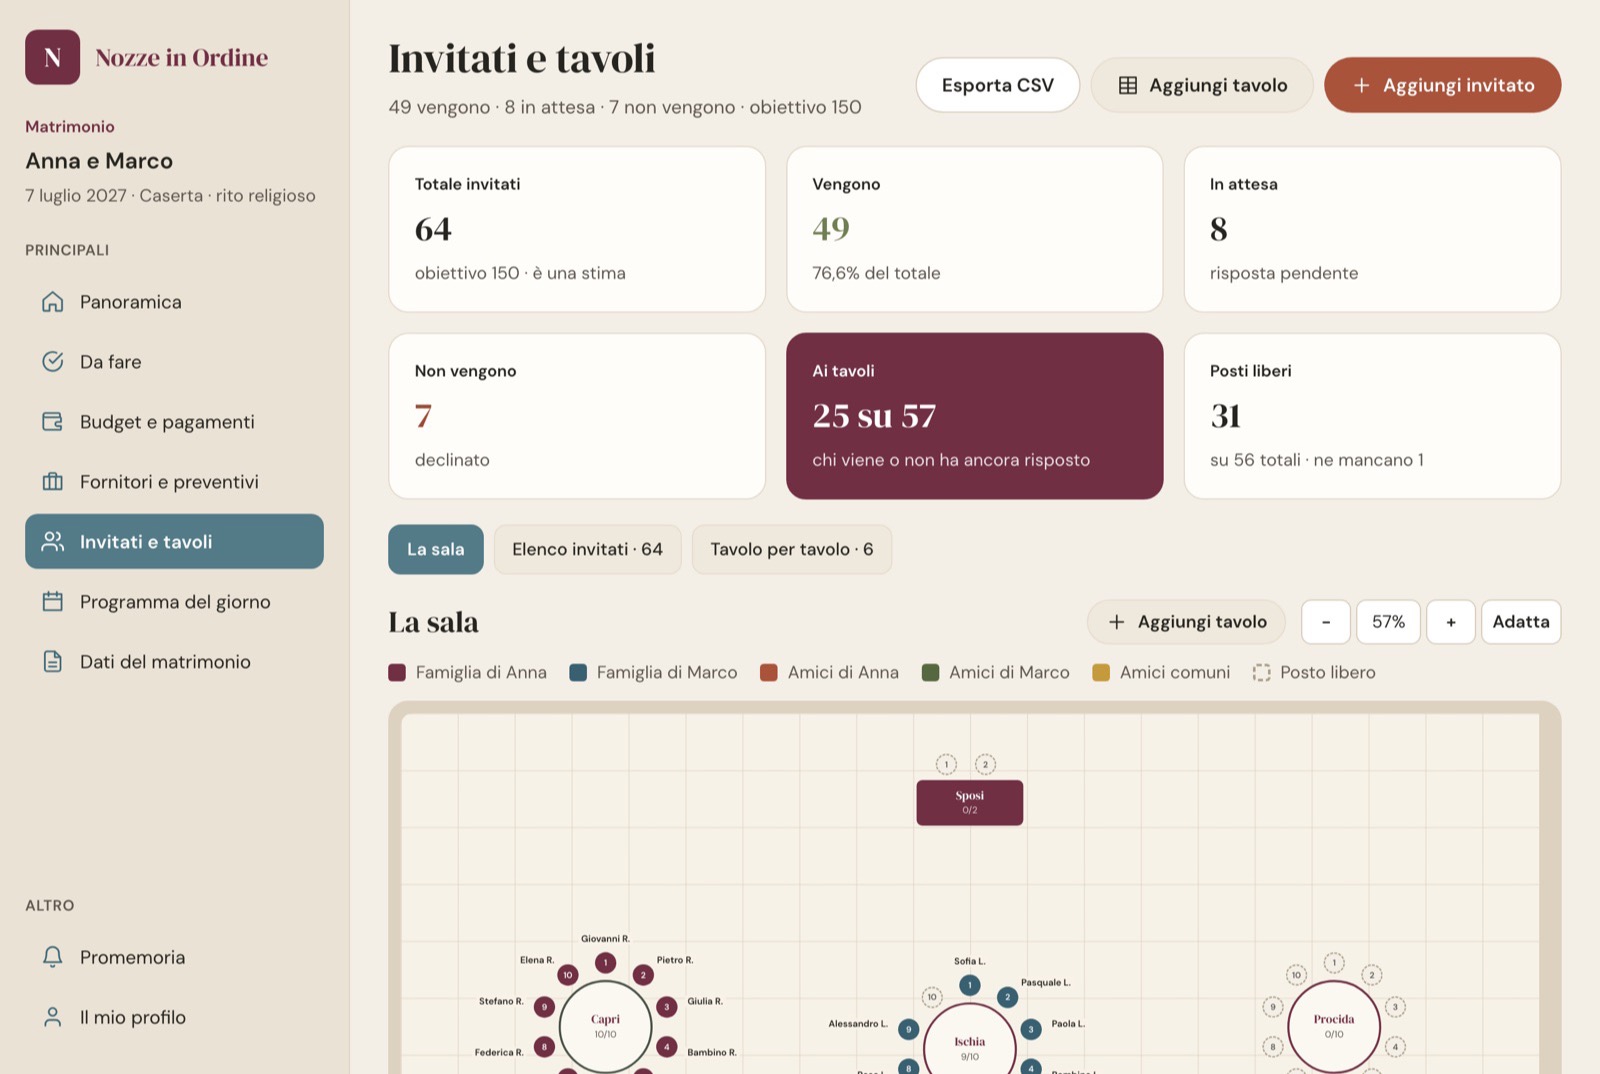 N
Nozze in Ordine
Matrimonio
Anna e Marco
7 luglio 2027 · Caserta · rito religioso
PRINCIPALI
Panoramica
Da fare
Budget e pagamenti
Fornitori e preventivi
Invitati e tavoli
Programma del giorno
Dati del matrimonio
ALTRO
Promemoria
Il mio profilo
Invitati e tavoli
49 vengono · 8 in attesa · 7 non vengono · obiettivo 150
Esporta CSV
Aggiungi tavolo
+ Aggiungi invitato
Totale invitati
64
obiettivo 150 · è una stima
Vengono
49
76,6% del totale
In attesa
8
risposta pendente
Non vengono
7
declinato
Ai tavoli
25 su 57
chi viene o non ha ancora risposto
Posti liberi
31
su 56 totali · ne mancano 1
La sala
Elenco invitati · 64
Tavolo per tavolo · 6
La sala
+ Aggiungi tavolo
-
57%
+
Adatta
Famiglia di Anna
Famiglia di Marco
Amici di Anna
Amici di Marco
Amici comuni
Posto libero
1
2
Sposi
0/2
Giovanni R.
Elena R.
Pietro R.
1
10
2
Stefano R.
9
3
Giulia R.
Capri
10/10
Federica R.
8
4
Bambino R.
Sofia L.
1
Pasquale L.
10
2
Alessandro L.
9
3
Paola L.
Ischia
9/10
8
4
1
10
2
9
3
Procida
0/10
8
4